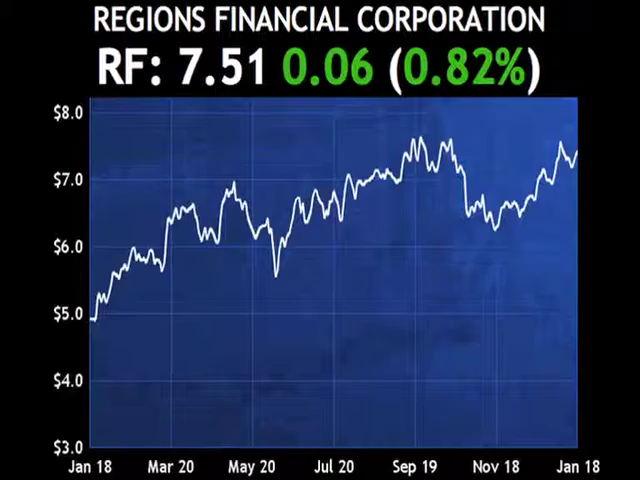 REGIONS FINANCIAL CORPORATION
RF: 7.51 0.06 (0.82%)
$8.0
$7.0
$6.0
$5.0
$4.0
$3.0
Jan 18 Mar 20 May 20 Jul 20 Sep 19 Nov 18 Jan 18